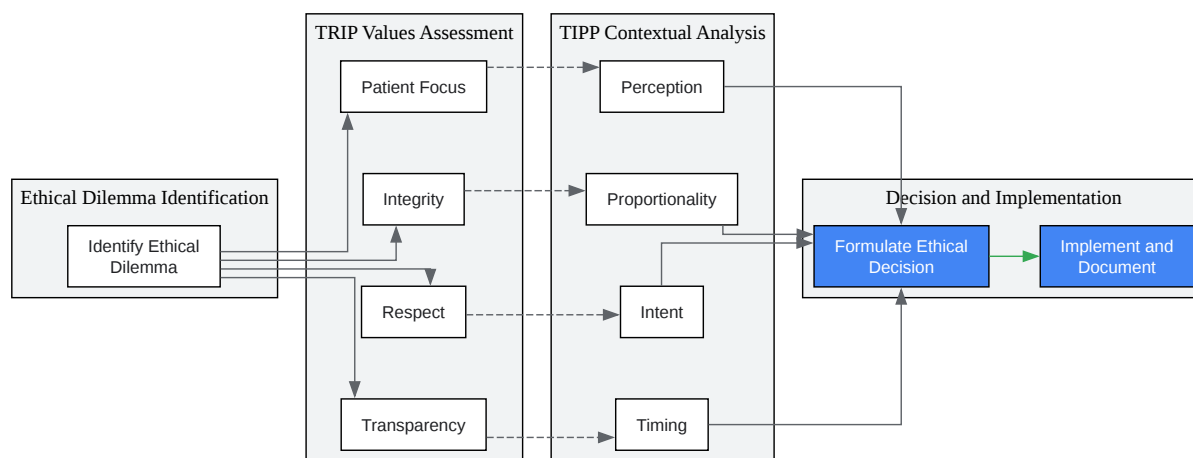 TRIP Values Assessment
TIPP Contextual Analysis
Patient Focus
Perception
Ethical Dilemma Identification
Integrity
Proportionality
Decision and Implementation
Identify Ethical
Dilemma
Formulate Ethical
Decision
Implement and
Document
Respect
Intent
Transparency
Timing